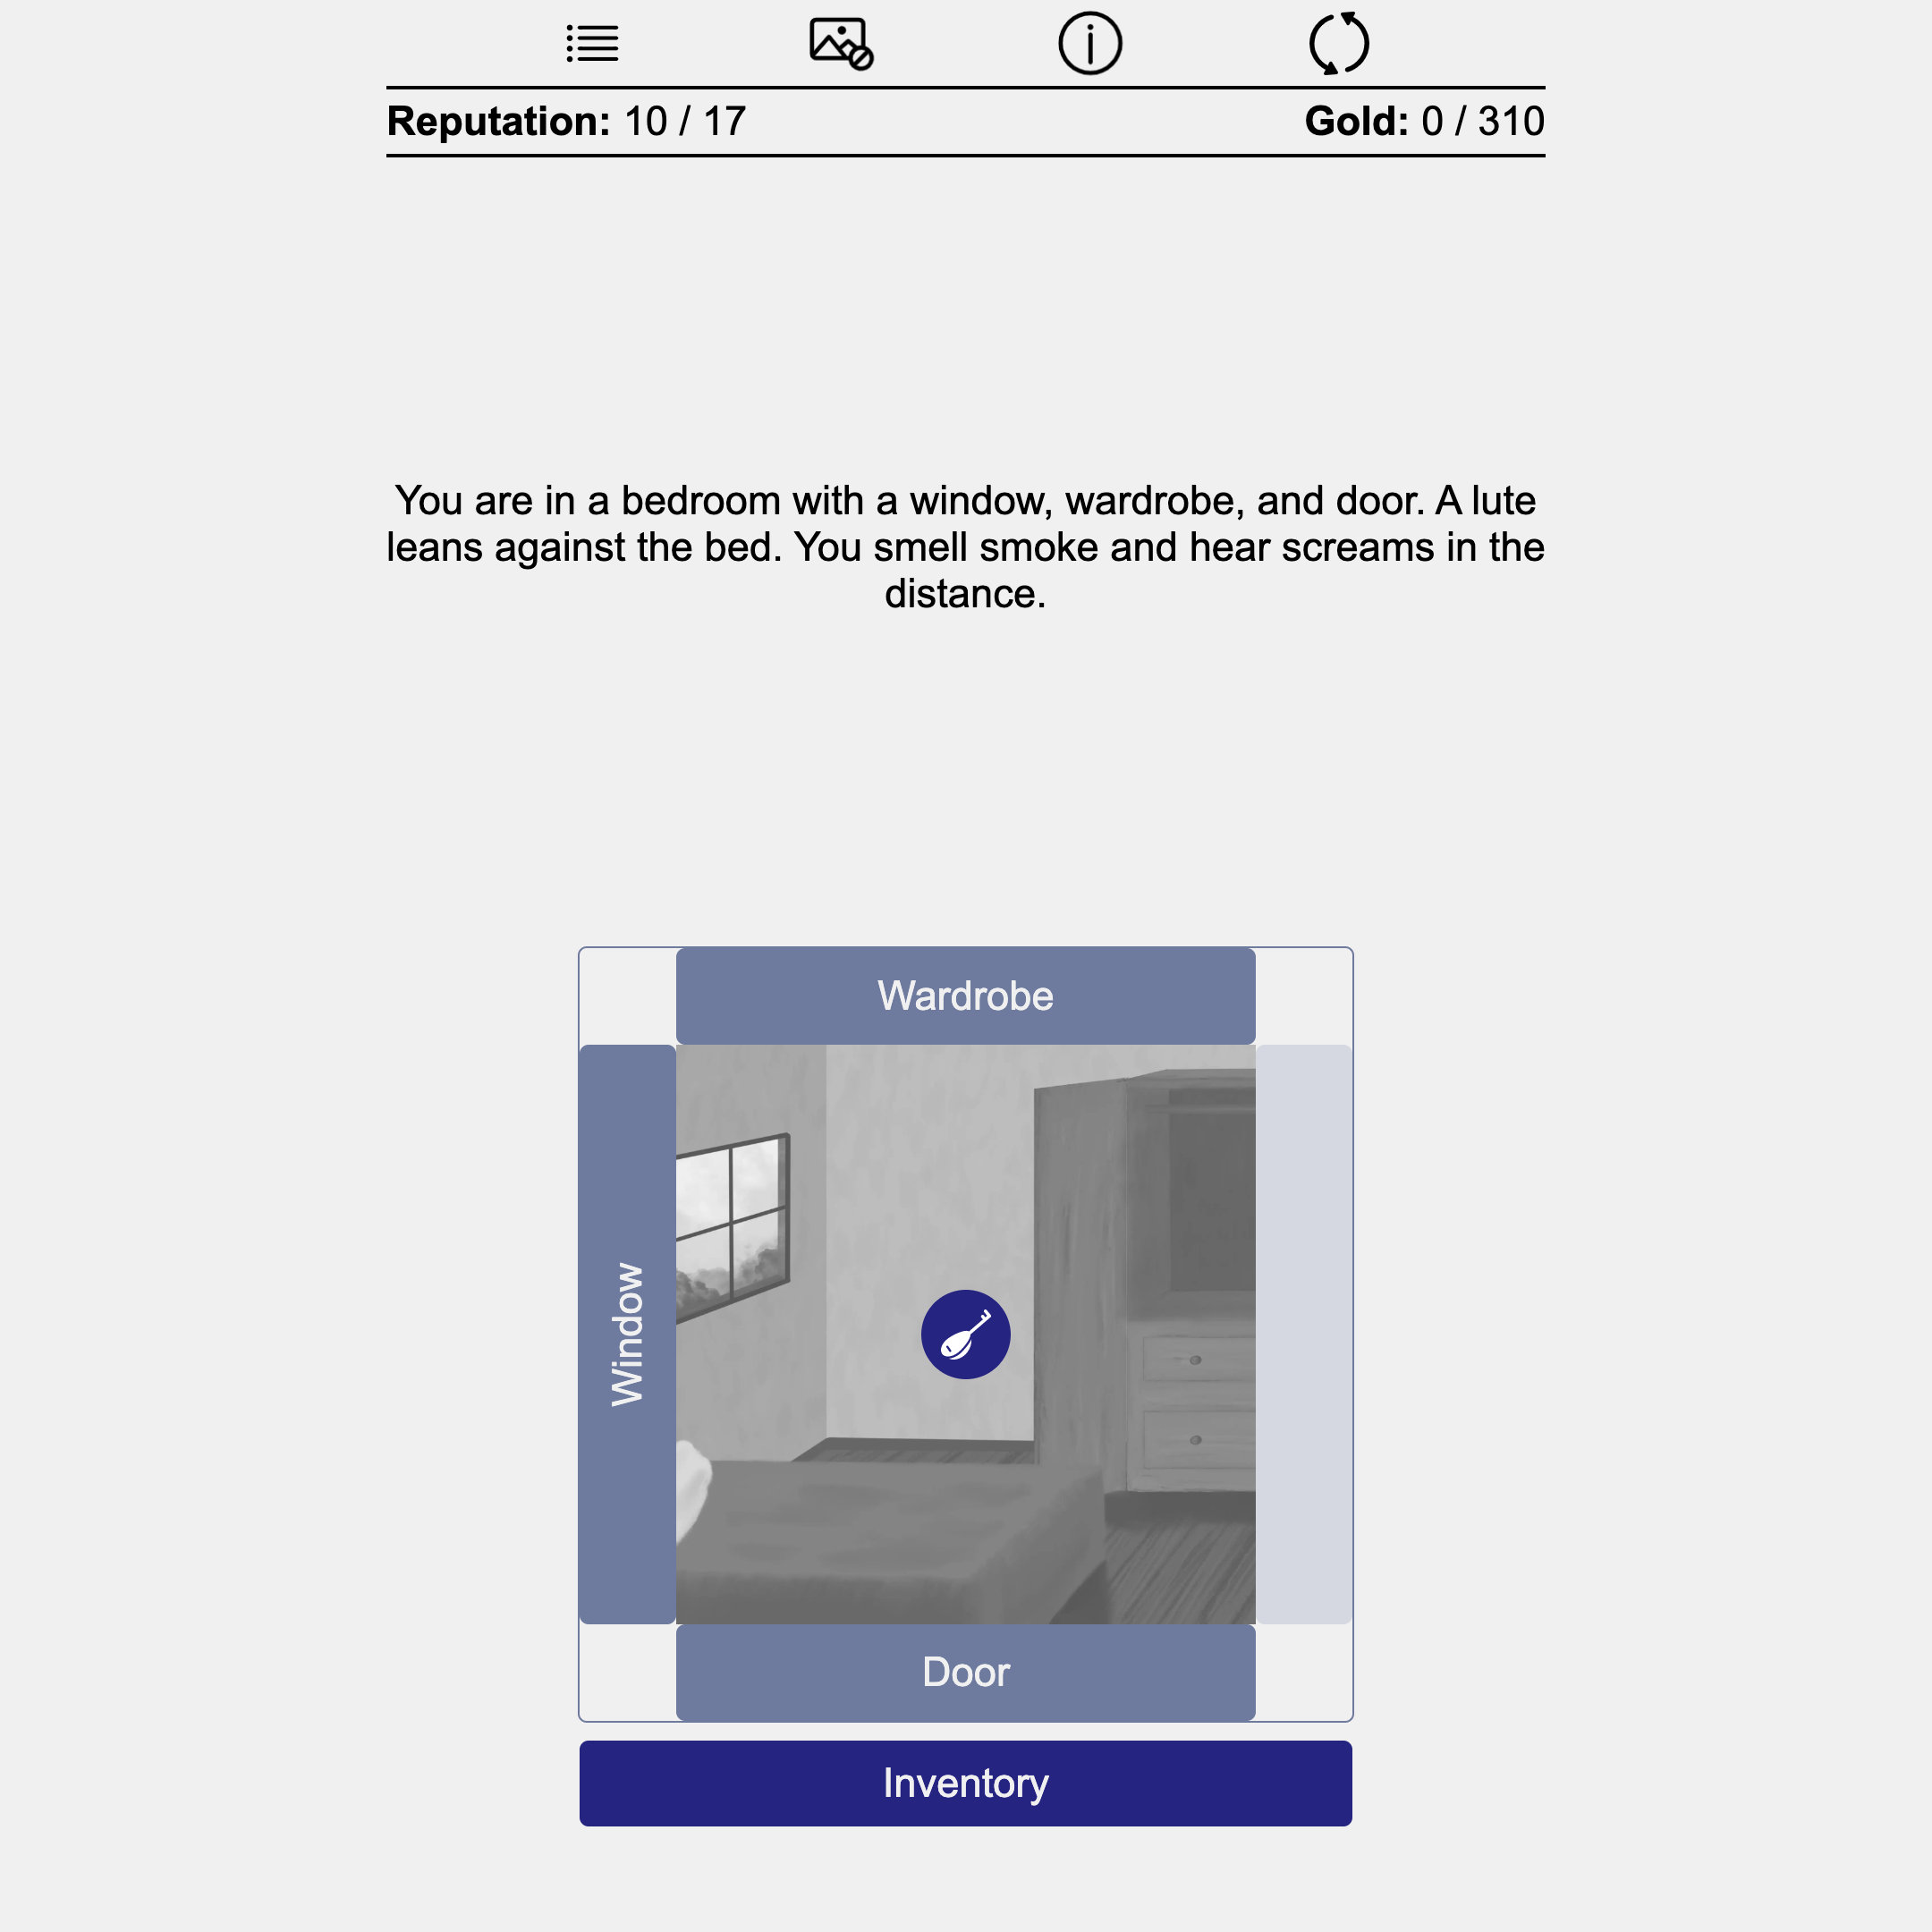 Reputation: 10 / 17
Gold: 0 / 310
You are in a bedroom with a window, wardrobe, and door. A lute
leans against the bed. You smell smoke and hear screams in the
distance.
Wardrobe
Window
Door
Inventory